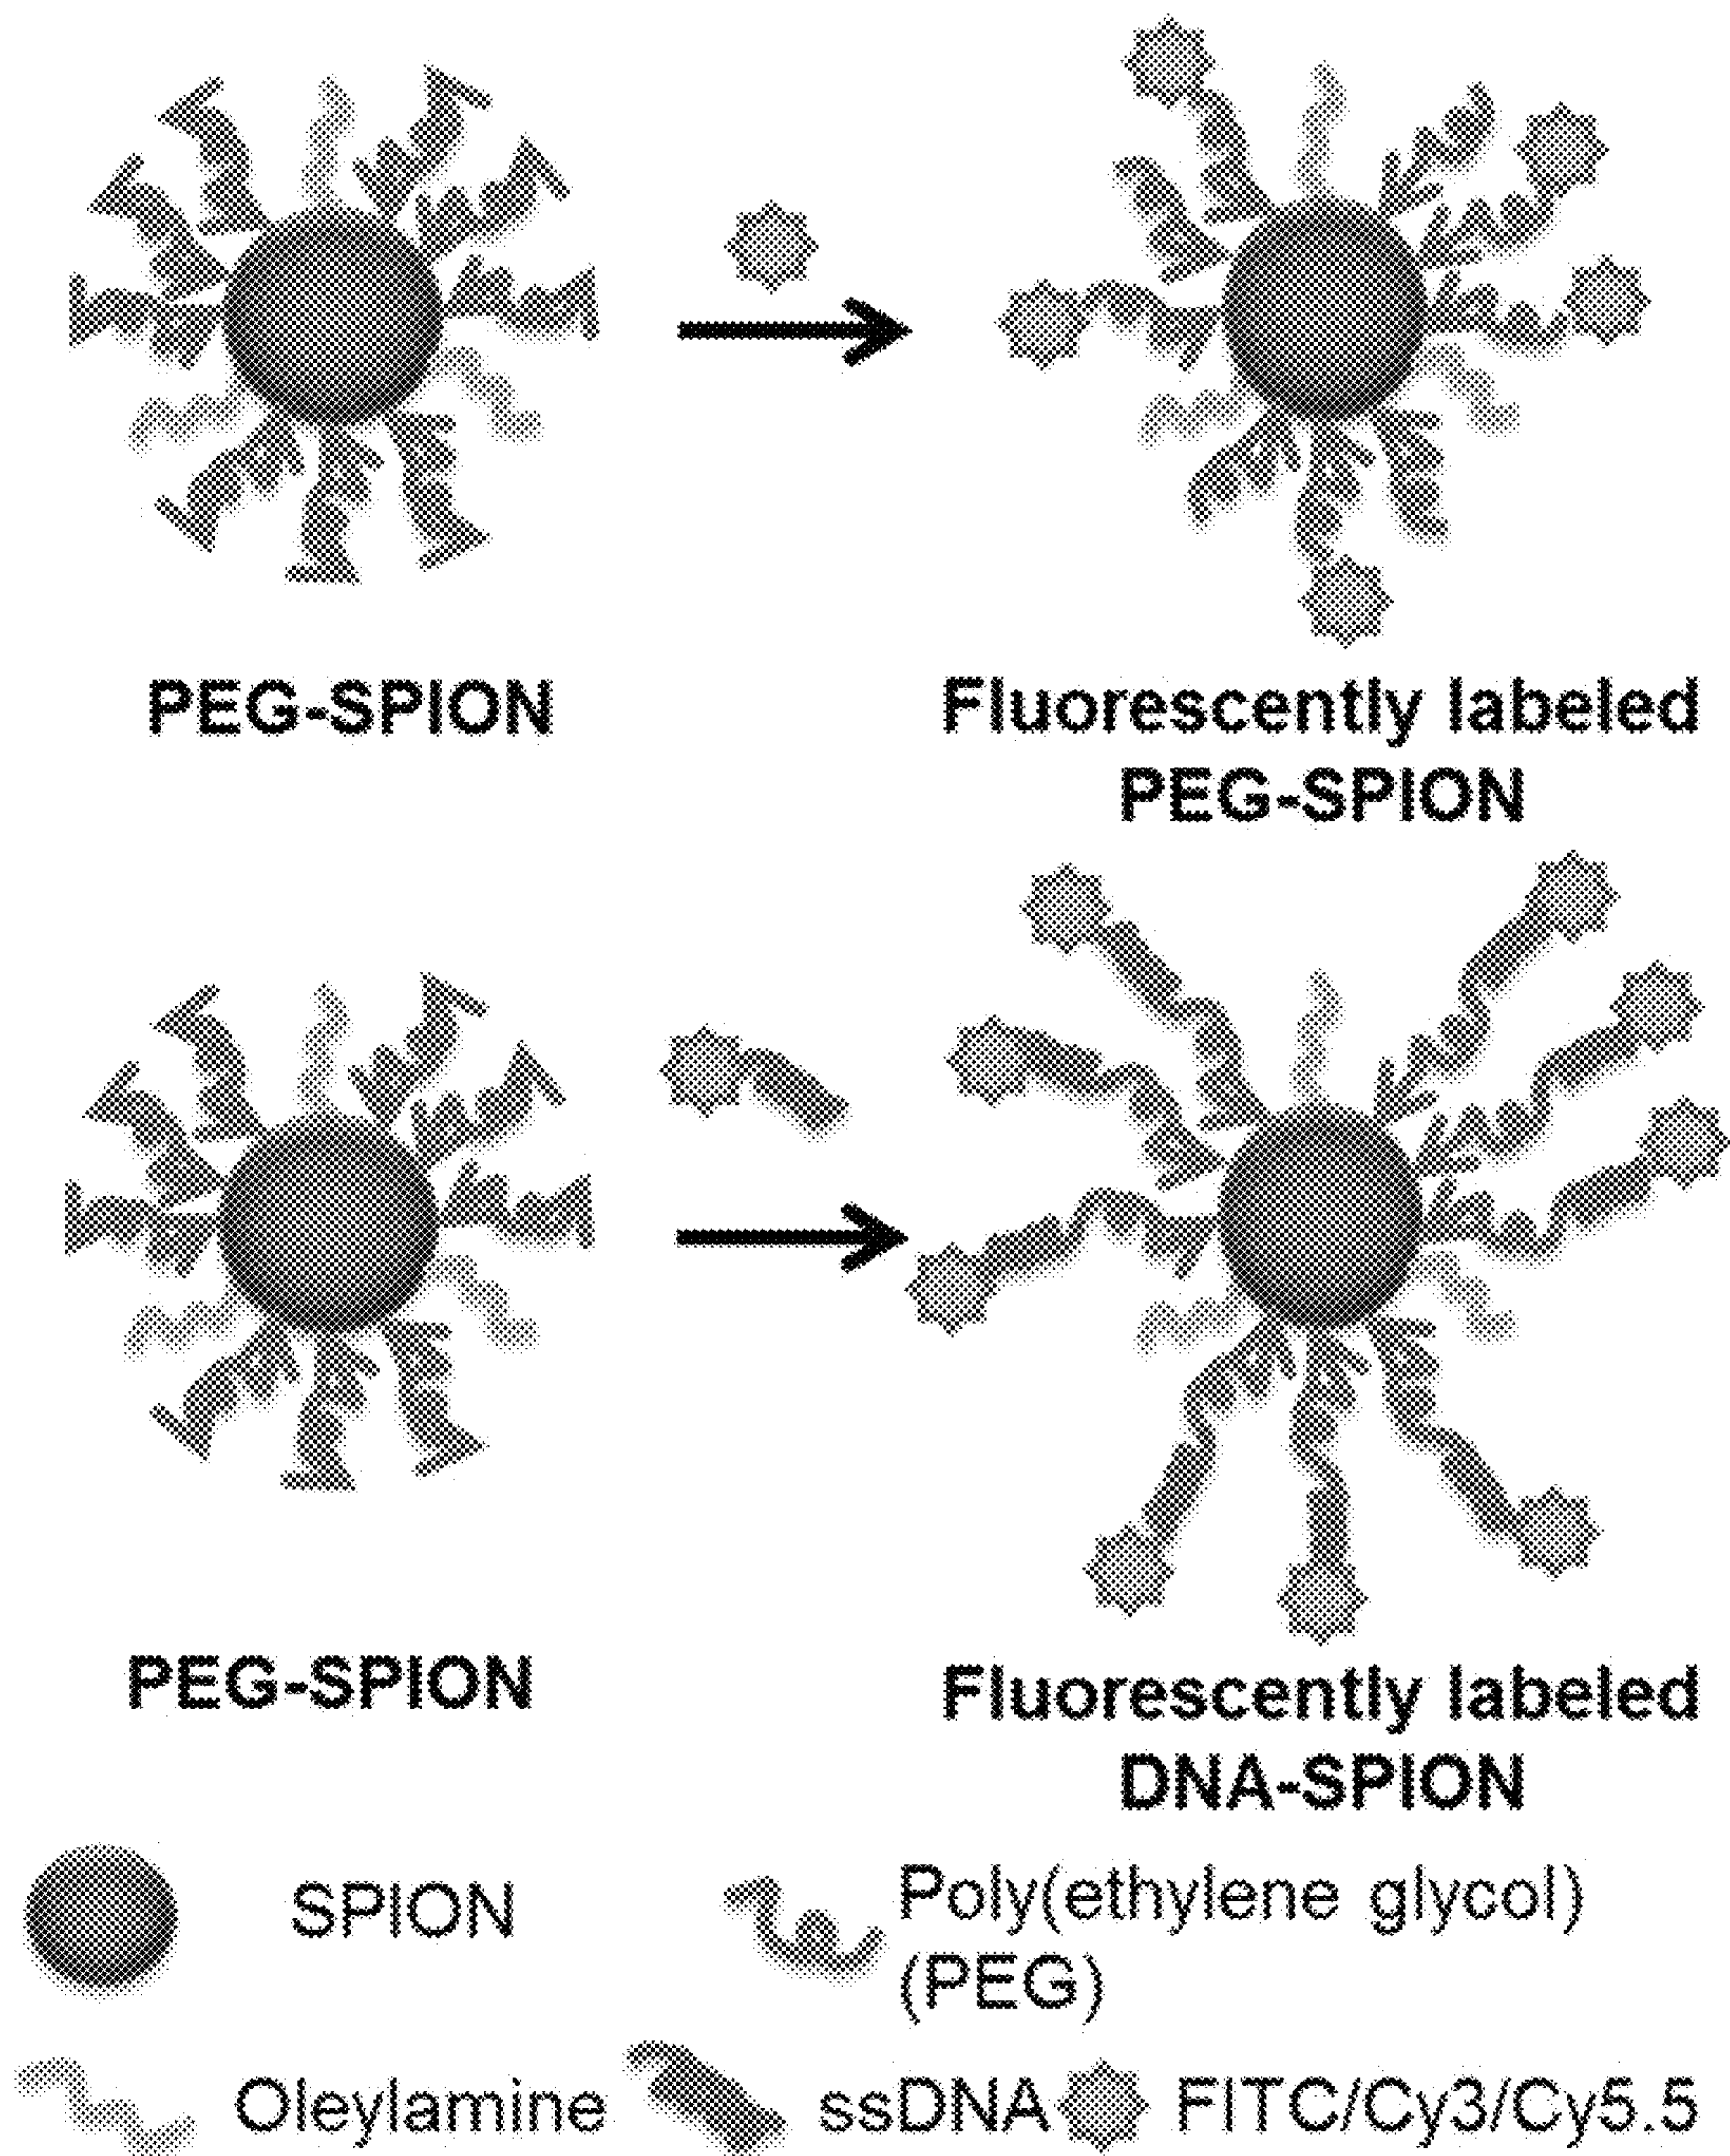 PEG-SPION
Fluorescently labeled
PEG-SPION
PEG-SPION
Fluorescently labeled
DNA-SPION
SPION
Poly(ethylene glycol)
(PEG)
Oleylamine
ssDNA
FITC/Cy3/Cy5.5